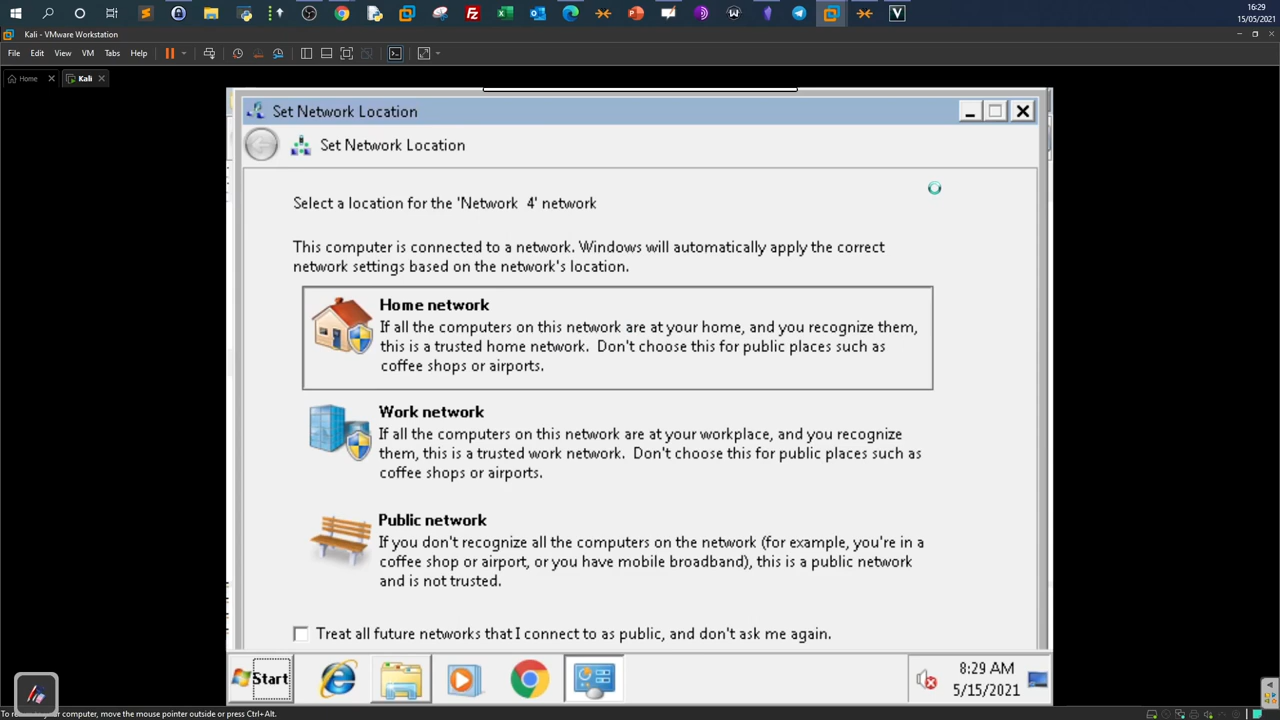 16:29
15/05/2021
Kali - VMware Workstation
File Edit View VM Tabs Help
Home
Kali
Set Network Location
Set Network Location
Select a location for the 'Network 4' network
This computer is connected to a network. Windows will automatically apply the correct
network settings based on the network's location.
Home network
If all the computers on this network are at your home, and you recognize them,
this is a trusted home network. Don't choose this for public places such as
coffee shops or airports.
Work network
If all the computers on this network are at your workplace, and you recognize
them, this is a trusted work network. Don't choose this for public places such as
coffee shops or airports.
Public network
If you don't recognize all the computers on the network (for example, you're in a
coffee shop or airport, or you have mobile broadband), this is a public network
and is not trusted.
Treat all future networks that I connect to as public, and don't ask me again.
Start
8:29 AM
5/15/2021
computer, move the mouse pointer outside or press Ctrl+Alt.